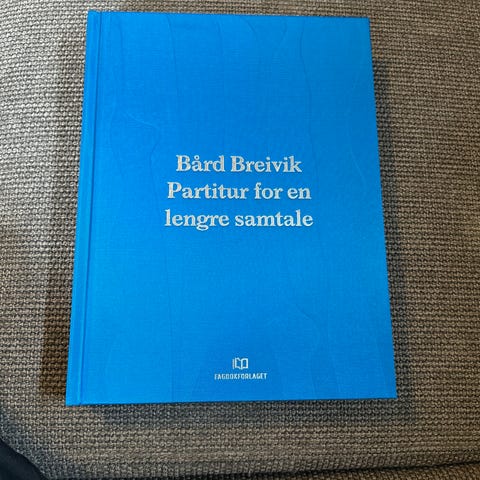 Bård Breivik
Partitur for en
lengre samtale
FAGBOKFORLAGET